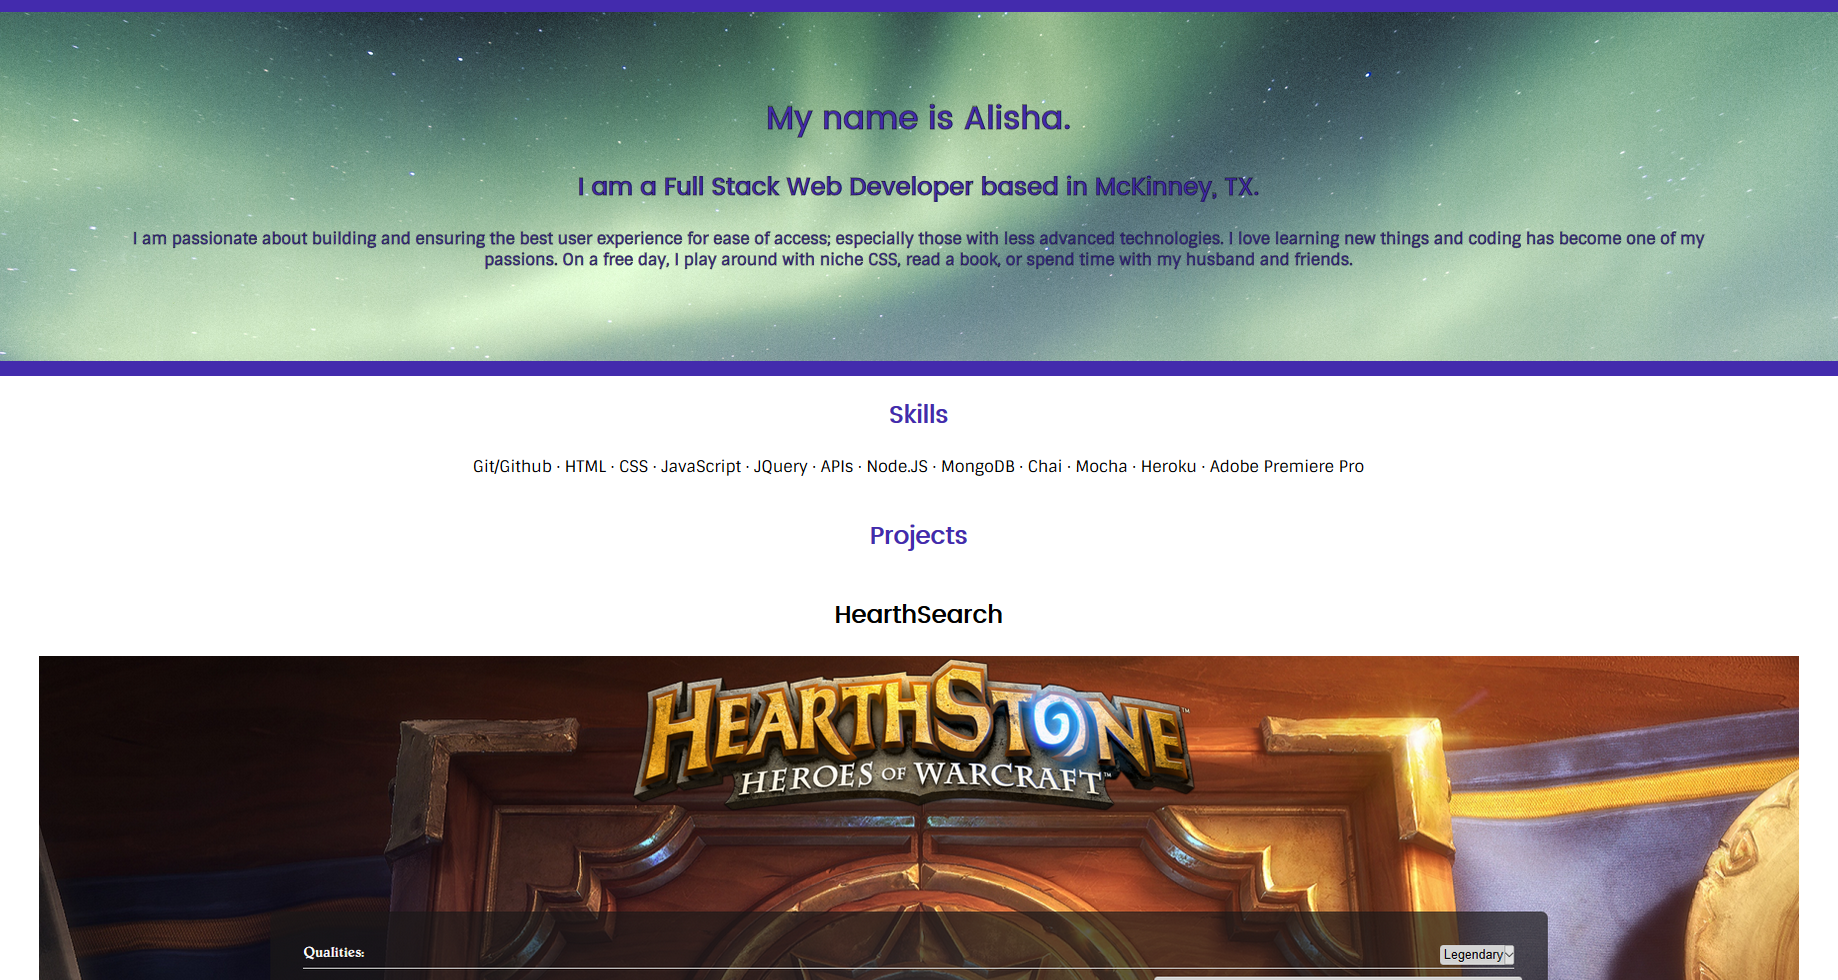 My name is Alisha.
I am a Full Stack Web Developer based in McKinney, TX.
I am passionate about building and ensuring the best user experience for ease of access; especially those with less advanced technologies. I love learning new things and coding has become one of my
passions. On a free day, I play around with niche CSS, read a book, or spend time with my husband and friends.
Skills
Git/Github · HTML · CSS · JavaScript · JQuery · APIs · Node.JS · MongoDB · Chai · Mocha · Heroku · Adobe Premiere Pro
Projects
HearthSearch
HEARTHSTONE™
HEROES OF WARCRAFT™
Qualities: Legendary